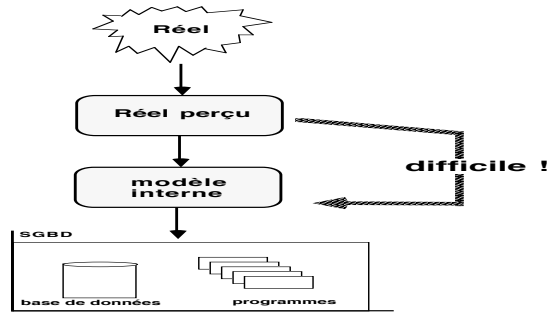 Réel
Réel perçu
difficile !
modèle
interne
SGBD
base de données
programmes